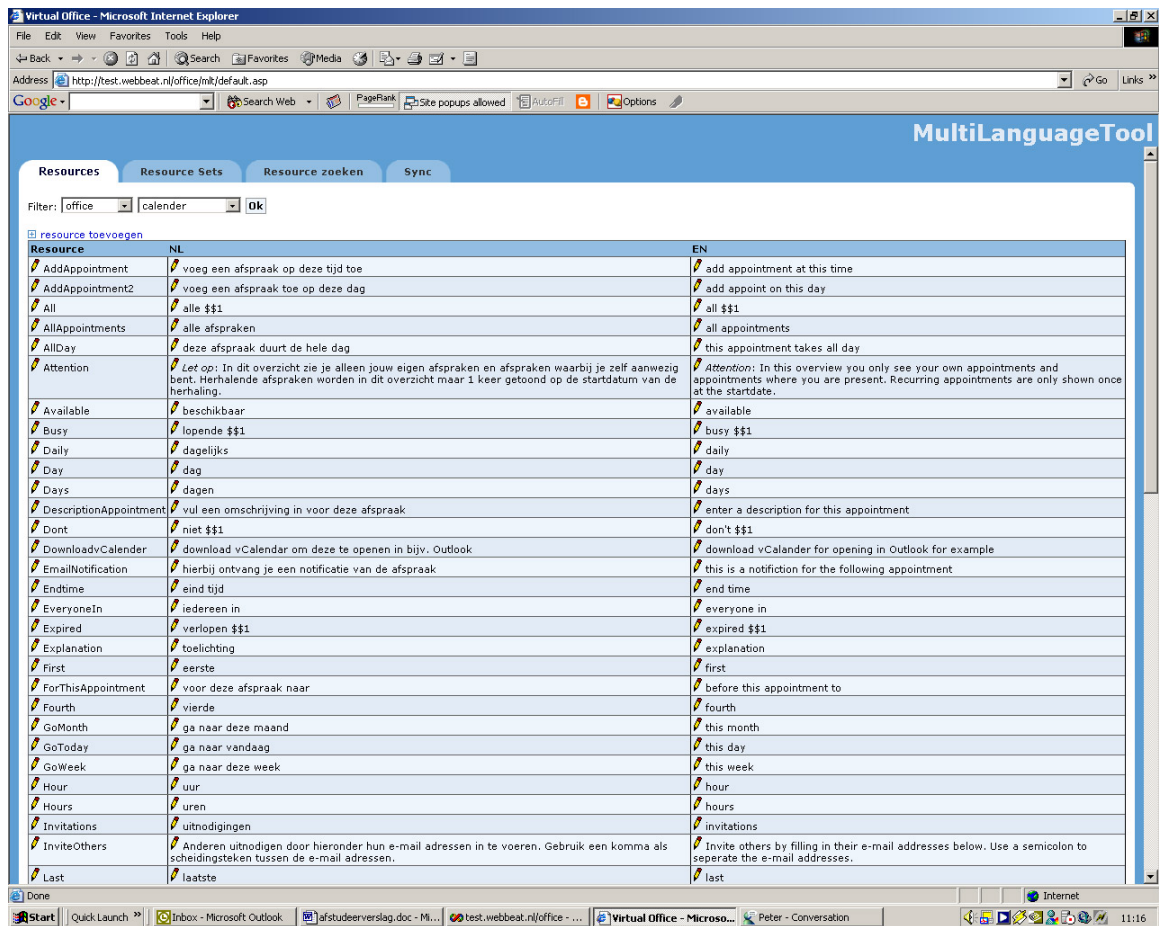 Virtual Office - Microsoft Internet Explorer
File Edit View Favorites Tools Help
Back Search Favorites Media
Address http://test.webbeat.nl/office/mlt/default.asp Go Links »
Google Search Web PageRank Site popups allowed AutoFill Options
MultiLanguageTool
Resources Resource Sets Resource zoeken Sync
Filter: office calender Ok
resource toevoegen
Resource NL EN
AddAppointment voeg een afspraak op deze tijd toe add appointment at this time
AddAppointment2 voeg een afspraak toe op deze dag add appoint on this day
All alle $$1 all $$1
AllAppointments alle afspraken all appointments
AllDay deze afspraak duurt de hele dag this appointment takes all day
Attention Let op: In dit overzicht zie je alleen jouw eigen afspraken en afspraken waarbij je zelf aanwezig Attention: In this overview you only see your own appointments and
bent. Herhalende afspraken worden in dit overzicht maar 1 keer getoond op de startdatum van de appointments where you are present. Recurring appointments are only shown once
herhaling. at the startdate.
Available beschikbaar available
Busy lopende $$1 busy $$1
Daily dagelijks daily
Day dag day
Days dagen days
DescriptionAppointment vul een omschrijving in voor deze afspraak enter a description for this appointment
Dont niet $$1 don't $$1
DownloadvCalender download vCalendar om deze te openen in bijv. Outlook download vCalander for opening in Outlook for example
EmailNotification hierbij ontvang je een notificatie van de afspraak this is a notifiction for the following appointment
Endtime eind tijd end time
EveryoneIn iedereen in everyone in
Expired verlopen $$1 expired $$1
Explanation toelichting explanation
First eerste first
ForThisAppointment voor deze afspraak naar before this appointment to
Fourth vierde fourth
GoMonth ga naar deze maand this month
GoToday ga naar vandaag this day
GoWeek ga naar deze week this week
Hour uur hour
Hours uren hours
Invitations uitnodigingen invitations
InviteOthers Anderen uitnodigen door hieronder hun e-mail adressen in te voeren. Gebruik een komma als Invite others by filling in their e-mail addresses below. Use a semicolon to
scheidingsteken tussen de e-mail adressen. seperate the e-mail addresses.
Last laatste last
Done Internet
Start Quick Launch » Inbox - Microsoft Outlook afstudeerverslag.doc - Mi... test.webbeat.nl/office - ... Virtual Office - Microso... Peter - Conversation 11:16